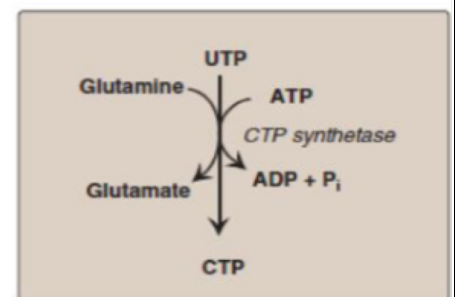 UTP
Glutamine
ATP
CTP synthetase
Glutamate
ADP + Pi
CTP